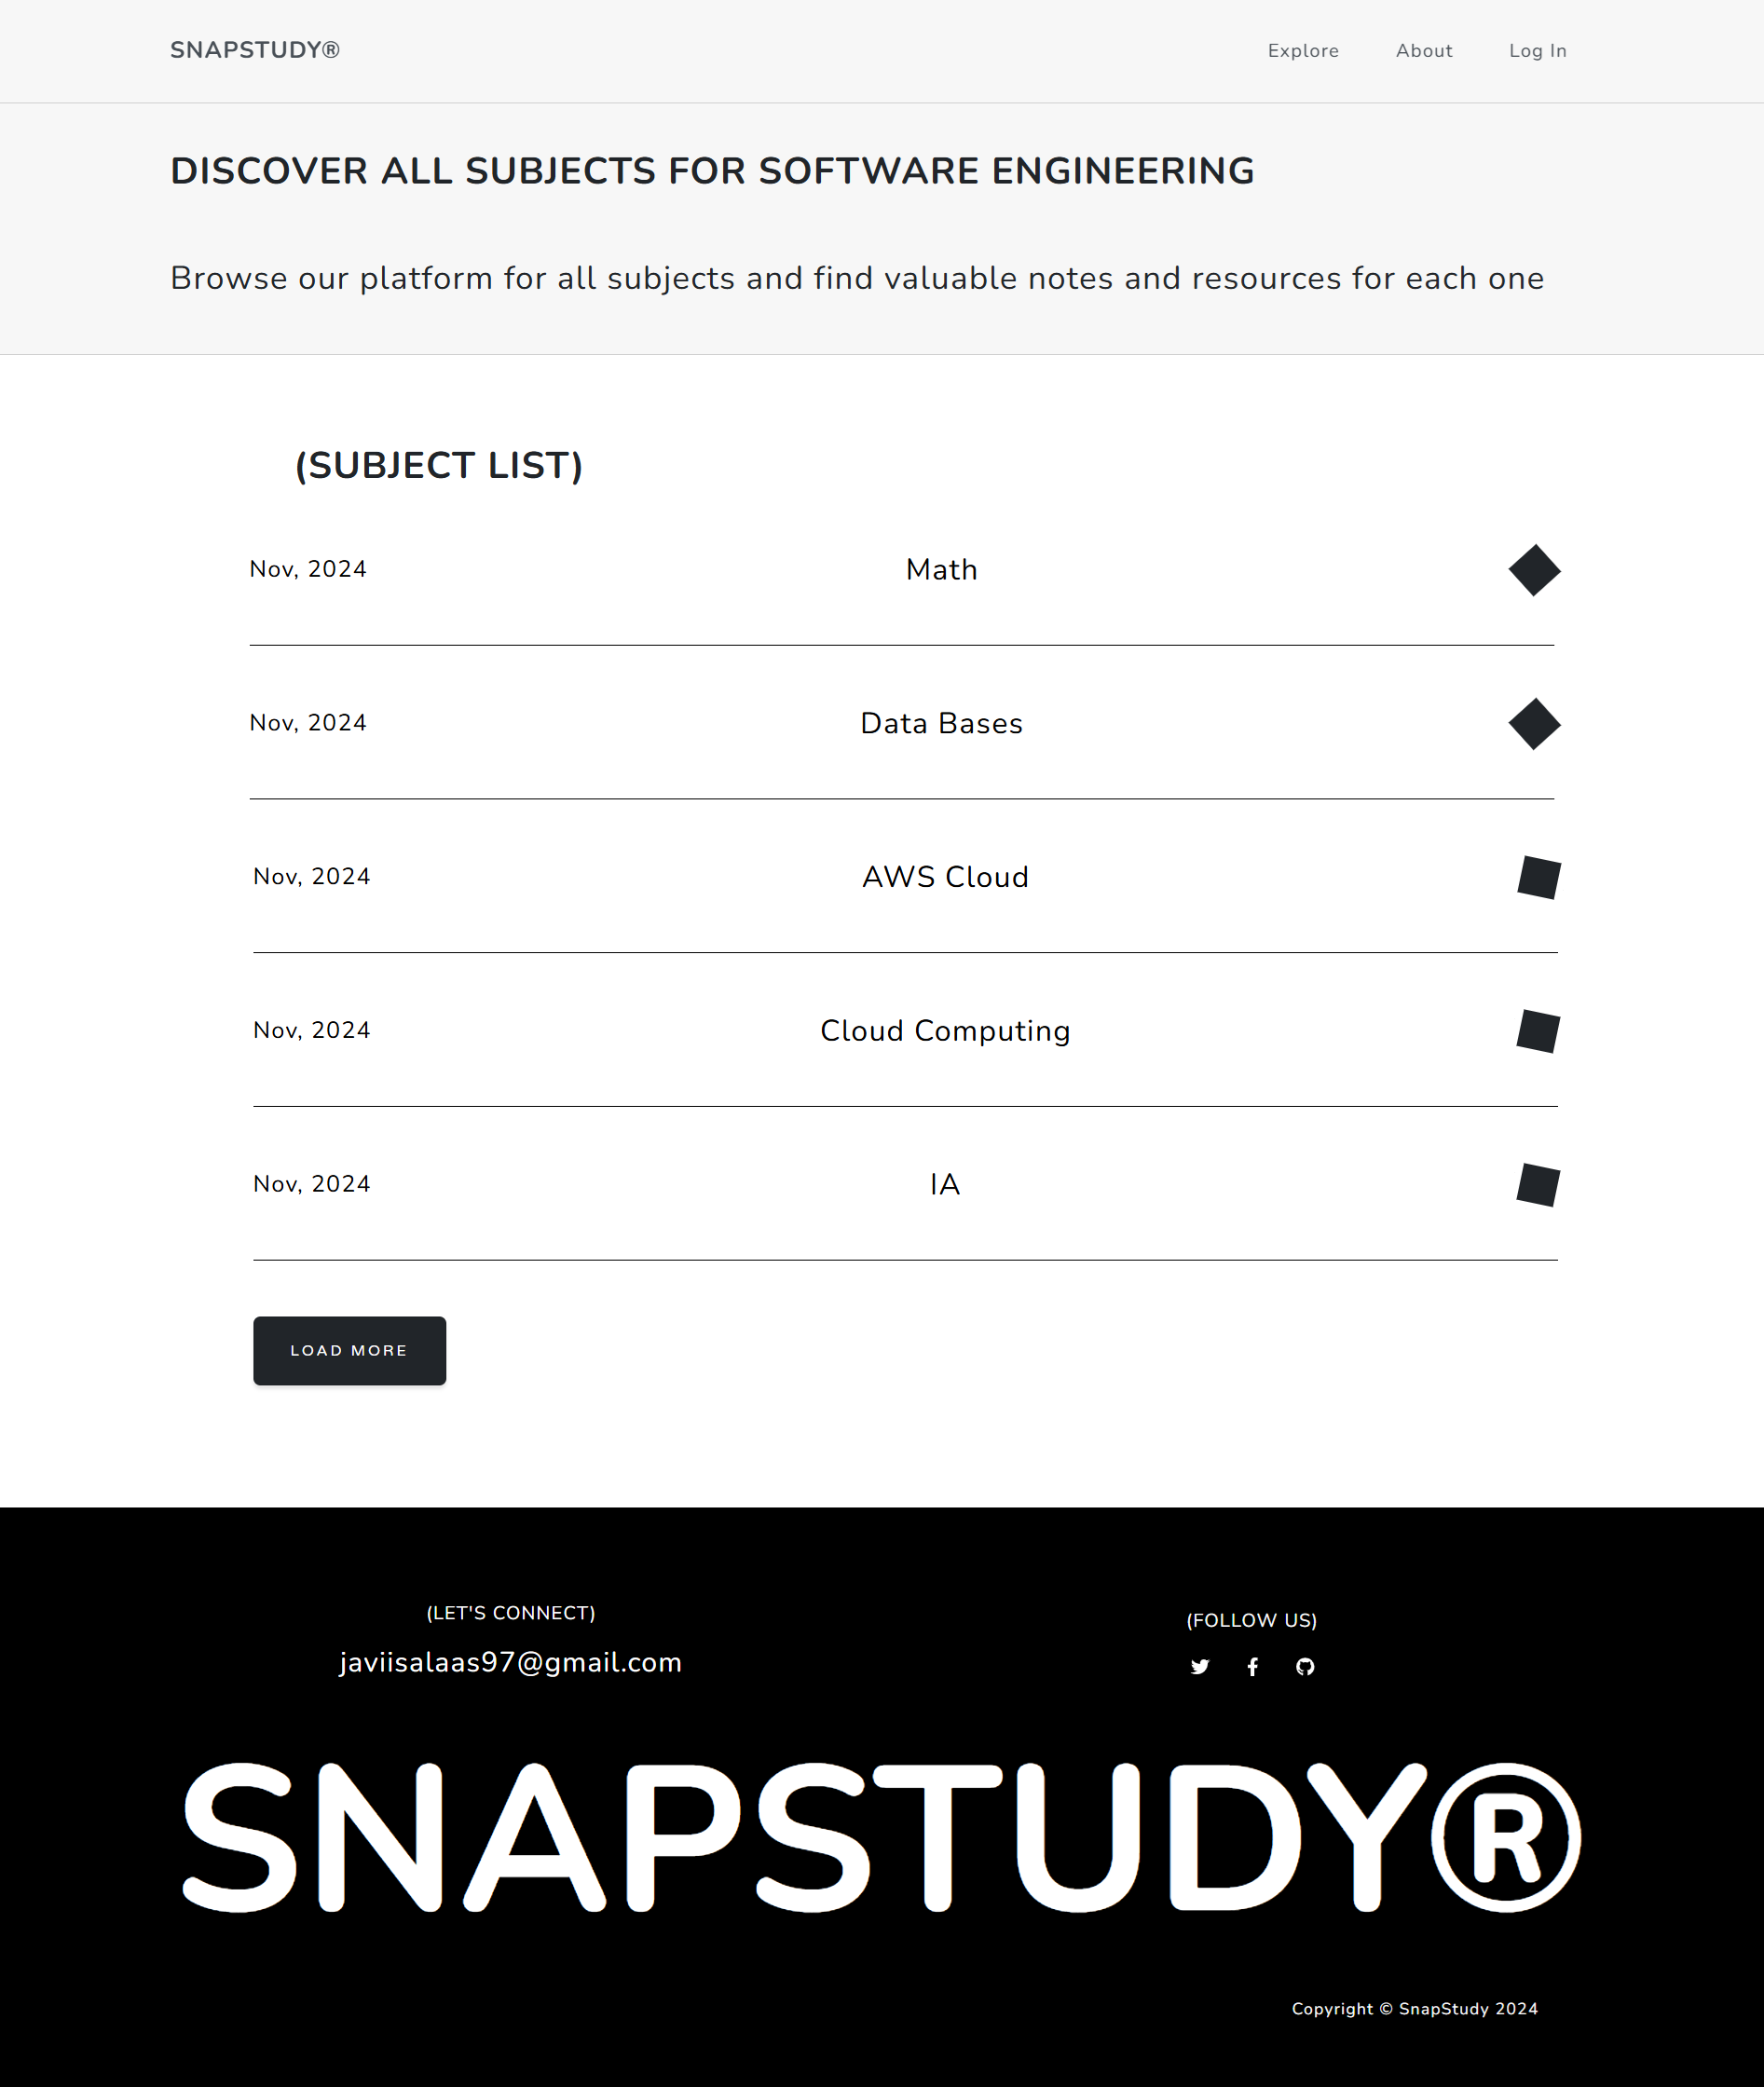 SNAPSTUDY®
Explore About Log In
DISCOVER ALL SUBJECTS FOR SOFTWARE ENGINEERING
Browse our platform for all subjects and find valuable notes and resources for each one
(SUBJECT LIST)
Nov, 2024 Math
Nov, 2024 Data Bases
Nov, 2024 AWS Cloud
Nov, 2024 Cloud Computing
Nov, 2024 IA
LOAD MORE
(LET'S CONNECT)
javiisalaas97@gmail.com
(FOLLOW US)
SNAPSTUDY®
Copyright © SnapStudy 2024